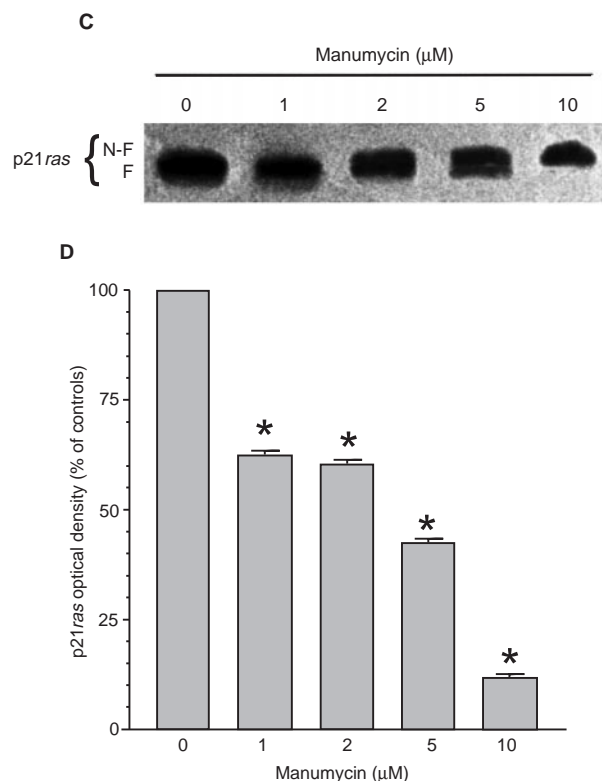 C
Manumycin (μM)
0 1 2 5 10
p21ras { N-F
F
D
p21ras optical density (% of controls)
100
75
50
25
0
* * * *
0 1 2 5 10
Manumycin (μM)